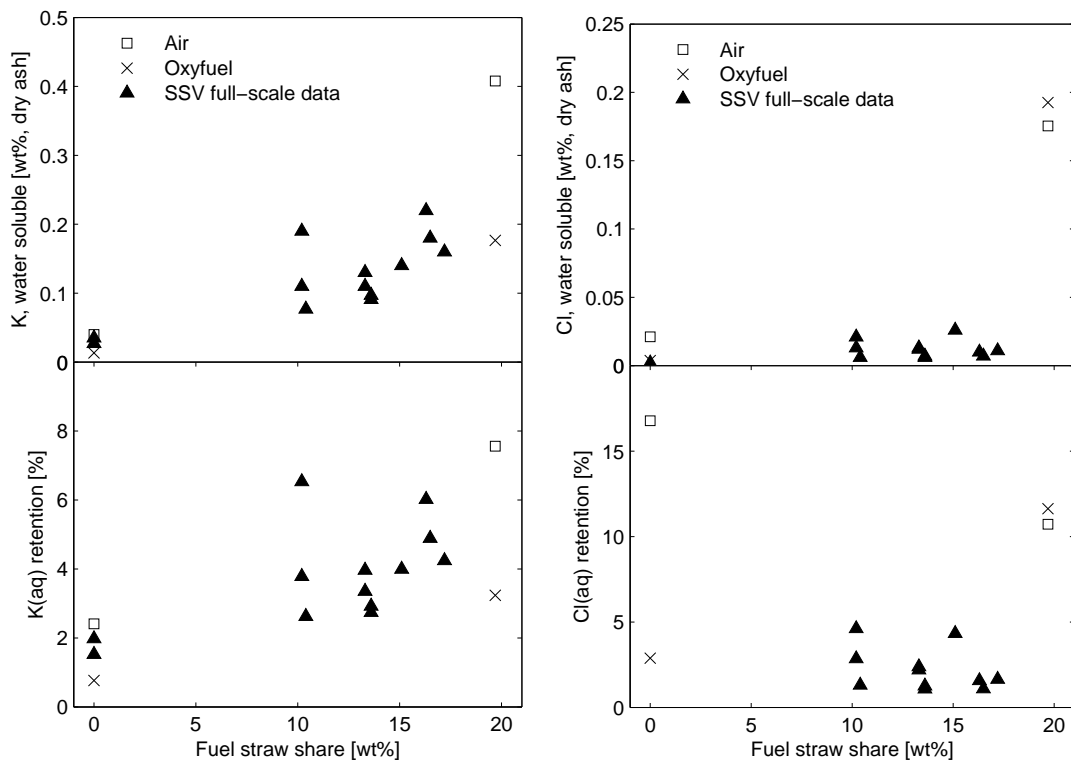 K, water soluble [wt%, dry ash]
0.5
0.4
0.3
0.2
0.1
0
Air
Oxyfuel
SSV full−scale data
Cl, water soluble [wt%, dry ash]
0.25
0.20
0.15
0.10
0.05
0
Air
Oxyfuel
SSV full−scale data
K(aq) retention [%]
8
6
4
2
0
0 5 10 15 20
Fuel straw share [wt%]
Cl(aq) retention [%]
15
10
5
0
0 5 10 15 20
Fuel straw share [wt%]